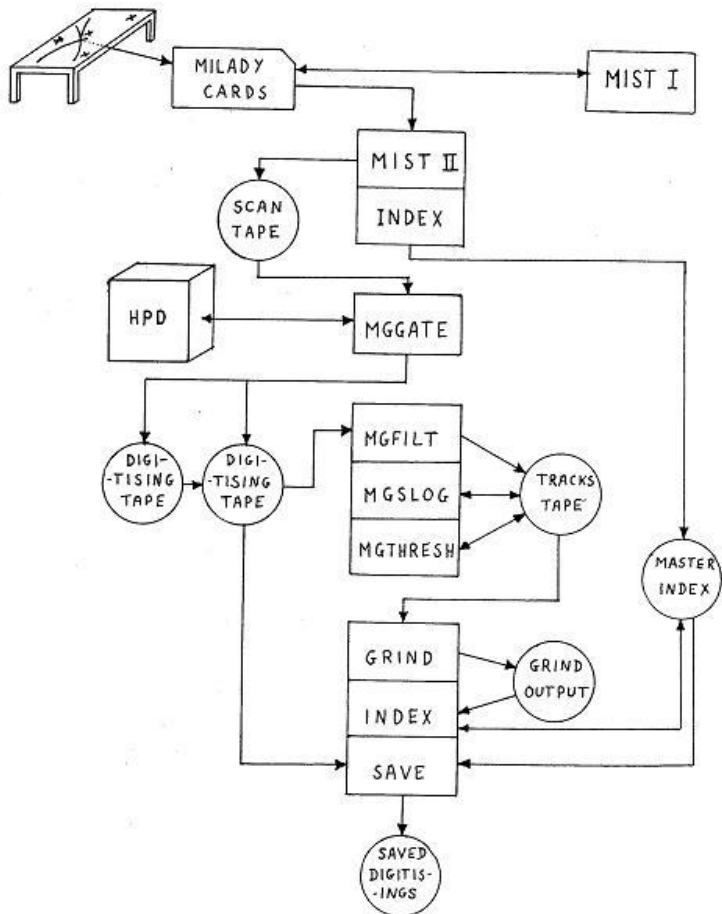 MILADY
CARDS
MIST I
MIST II
INDEX
SCAN
TAPE
HPD
MGGATE
DIGI-
-TISING
TAPE
DIGI-
-TISING
TAPE
MGFILT
MGSLOG
MGTHRESH
TRACKS
TAPE
MASTER
INDEX
GRIND
INDEX
SAVE
GRIND
OUTPUT
SAVED
DIGITIS-
-INGS